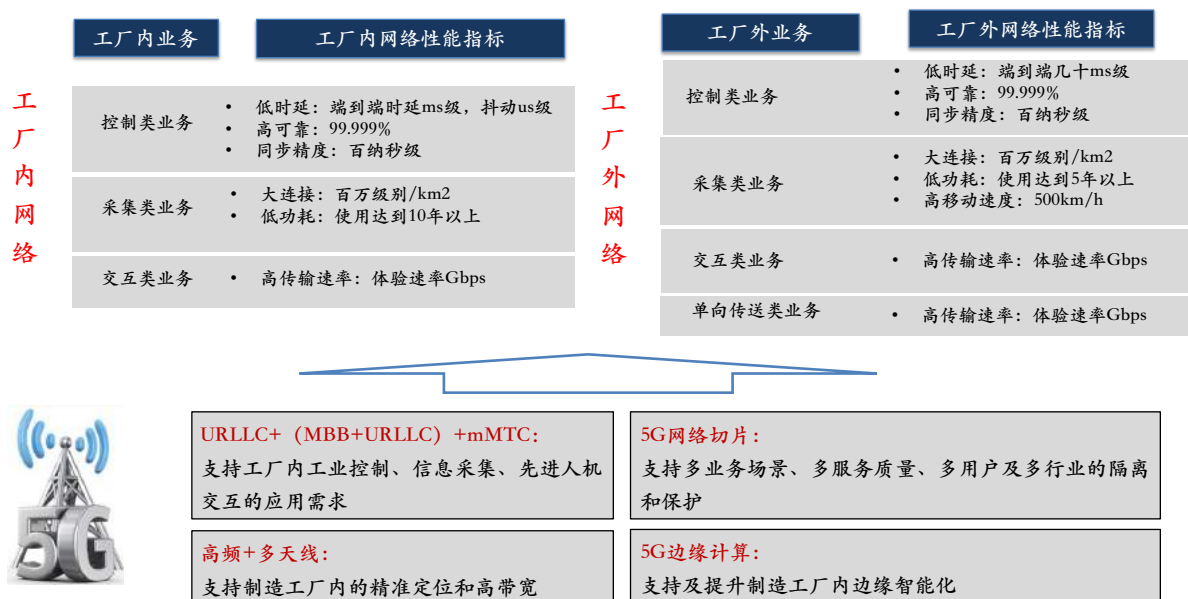 工厂内业务
工厂内网络性能指标
工厂内网络
控制类业务
• 低时延：端到端时延ms级，抖动us级
• 高可靠：99.999%
• 同步精度：百纳秒级
采集类业务
• 大连接：百万级别/km2
• 低功耗：使用达到10年以上
交互类业务
• 高传输速率：体验速率Gbps
工厂外业务
工厂外网络性能指标
工厂外网络
控制类业务
• 低时延：端到端几十ms级
• 高可靠：99.999%
• 同步精度：百纳秒级
采集类业务
• 大连接：百万级别/km2
• 低功耗：使用达到5年以上
• 高移动速度：500km/h
交互类业务
• 高传输速率：体验速率Gbps
单向传送类业务
• 高传输速率：体验速率Gbps
5G
URLLC+（MBB+URLLC）+mMTC：
支持工厂内工业控制、信息采集、先进人机
交互的应用需求
5G网络切片：
支持多业务场景、多服务质量、多用户及多行业的隔离
和保护
高频+多天线：
支持制造工厂内的精准定位和高带宽
5G边缘计算：
支持及提升制造工厂内边缘智能化